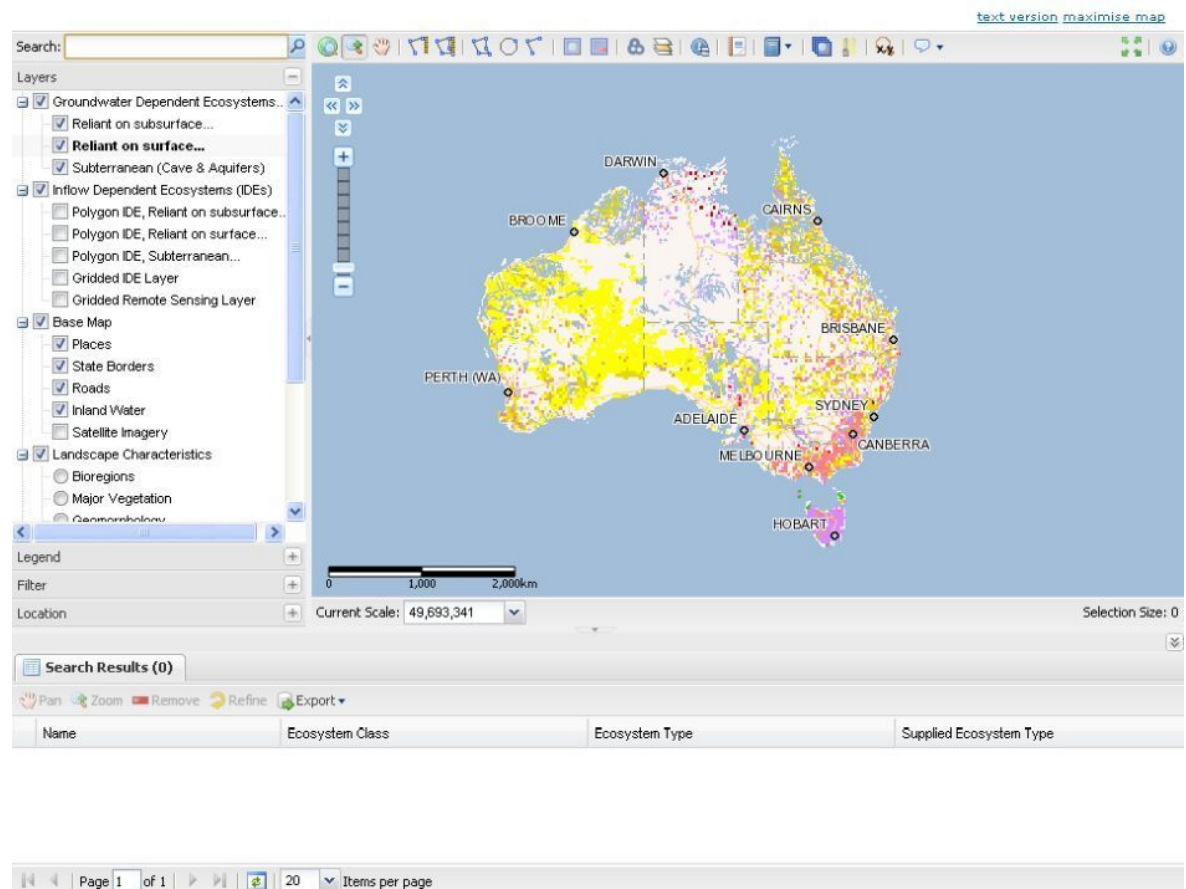 text version maximise map
Search:
Layers
Groundwater Dependent Ecosystems..
Reliant on subsurface...
Reliant on surface...
Subterranean (Cave & Aquifers)
Inflow Dependent Ecosystems (IDEs)
Polygon IDE, Reliant on subsurface..
Polygon IDE, Reliant on surface...
Polygon IDE, Subterranean...
Gridded IDE Layer
Gridded Remote Sensing Layer
Base Map
Places
State Borders
Roads
Inland Water
Satellite Imagery
Landscape Characteristics
Bioregions
Major Vegetation
Geomorphology
Legend
Filter
Location
DARWIN
CAIRNS
BROOME
BRISBANE
PERTH (WA)
SYDNEY
ADELAIDE
CANBERRA
MELBOURNE
HOBART
0 1,000 2,000km
Current Scale: 49,693,341
Selection Size: 0
Search Results (0)
Pan Zoom Remove Refine Export
Name Ecosystem Class Ecosystem Type Supplied Ecosystem Type
Page 1 of 1 20 Items per page